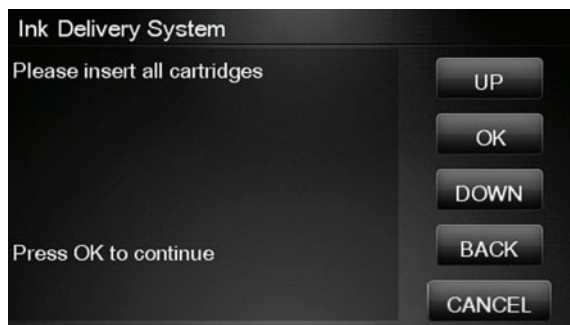 Ink Delivery System
Please insert all cartridges
Press OK to continue
UP
OK
DOWN
BACK
CANCEL